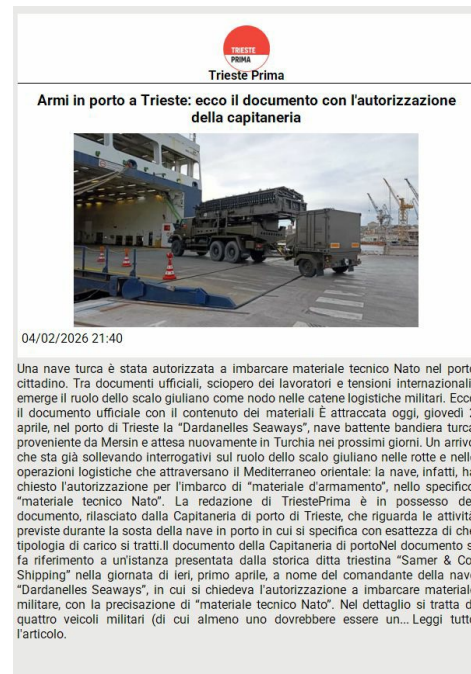 TRIESTE
PRIMA
Trieste Prima
Armi in porto a Trieste: ecco il documento con l'autorizzazione
della capitaneria
04/02/2026 21:40
Una nave turca è stata autorizzata a imbarcare materiale tecnico Nato nel porto
cittadino. Tra documenti ufficiali, sciopero dei lavoratori e tensioni internazionali
emerge il ruolo dello scalo giuliano come nodo nelle catene logistiche militari. Ecco
il documento ufficiale con il contenuto dei materiali È attraccata oggi, giovedì 2
aprile, nel porto di Trieste la “Dardanelles Seaways”, nave battente bandiera turca
proveniente da Mersin e attesa nuovamente in Turchia nei prossimi giorni. Un arrivo
che sta già sollevando interrogativi sul ruolo dello scalo giuliano nelle rotte e nelle
operazioni logistiche che attraversano il Mediterraneo orientale: la nave, infatti, ha
chiesto l'autorizzazione per l'imbarco di “materiale d'armamento”, nello specifico
“materiale tecnico Nato”. La redazione di TriestePrima è in possesso del
documento, rilasciato dalla Capitaneria di porto di Trieste, che riguarda le attività
previste durante la sosta della nave in porto in cui si specifica con esattezza di che
tipologia di carico si tratti.Il documento della Capitaneria di portoNel documento si
fa riferimento a un'istanza presentata dalla storica ditta triestina “Samer & Co.
Shipping” nella giornata di ieri, primo aprile, a nome del comandante della nave
“Dardanelles Seaways”, in cui si chiedeva l'autorizzazione a imbarcare materiale
militare, con la precisazione di “materiale tecnico Nato”. Nel dettaglio si tratta di
quattro veicoli militari (di cui almeno uno dovrebbere essere un... Leggi tutto
l'articolo.